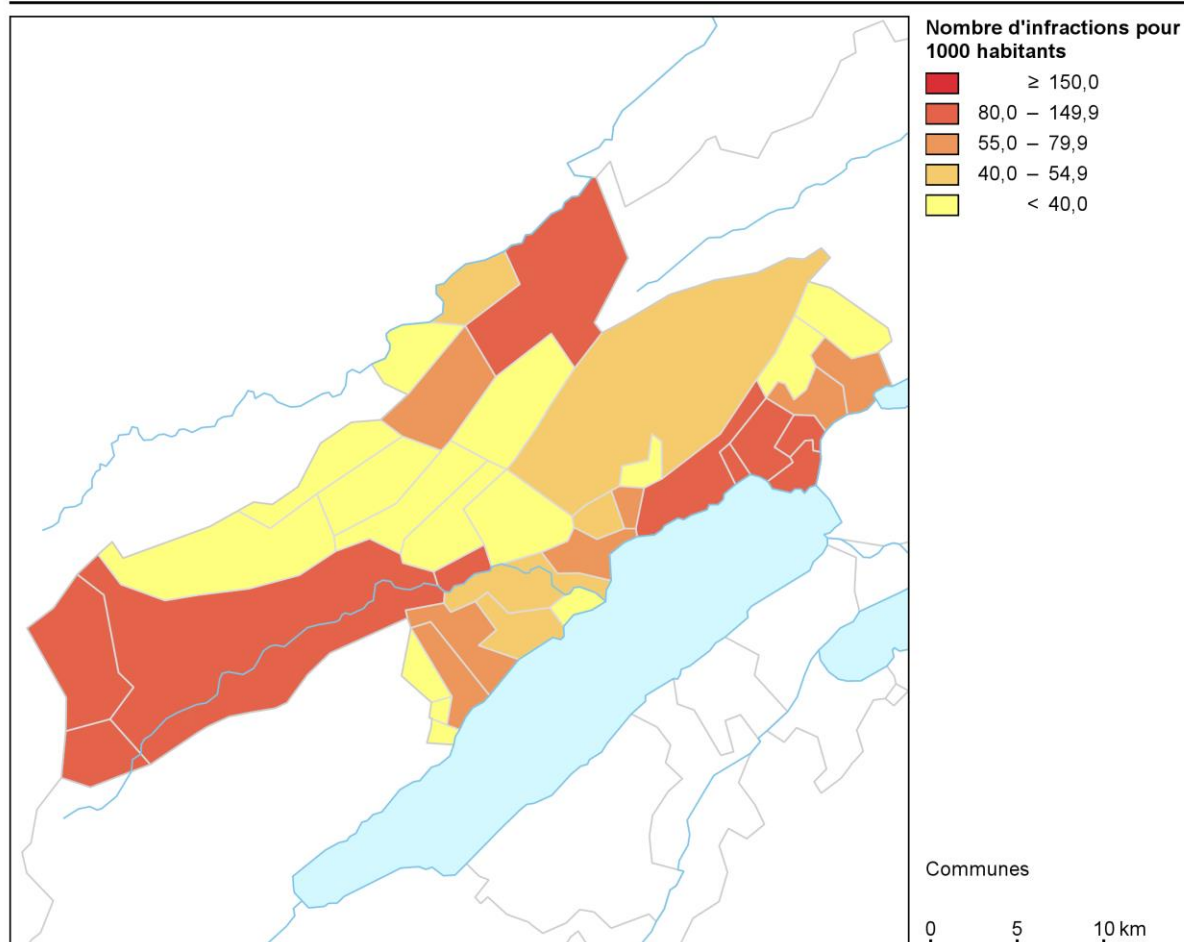 Nombre d'infractions pour
1000 habitants
≥ 150,0
80,0 – 149,9
55,0 – 79,9
40,0 – 54,9
< 40,0
Communes
0 5 10 km